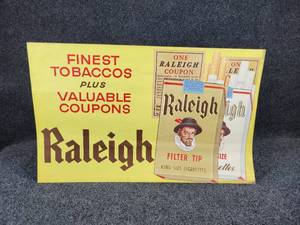 FINEST
TOBACCOS
PLUS
VALUABLE
COUPONS
Raleigh
ONE
RALEIGH
COUPON
Raleigh
FILTER TIP
KING SIZE CIGARETTES